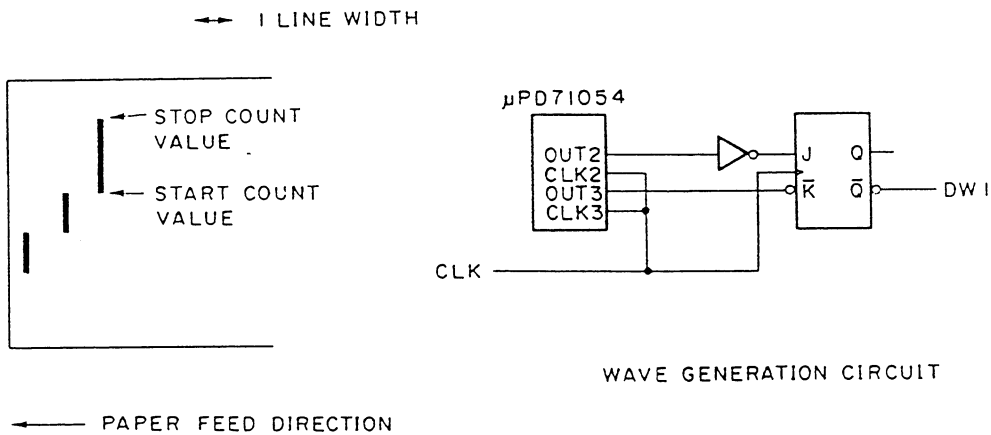 1 LINE WIDTH
STOP COUNT
VALUE
START COUNT
VALUE
PAPER FEED DIRECTION
μPD71054
OUT2
CLK2
OUT3
CLK3
J
Q
K̅
Q̅
DW1
CLK
WAVE GENERATION CIRCUIT